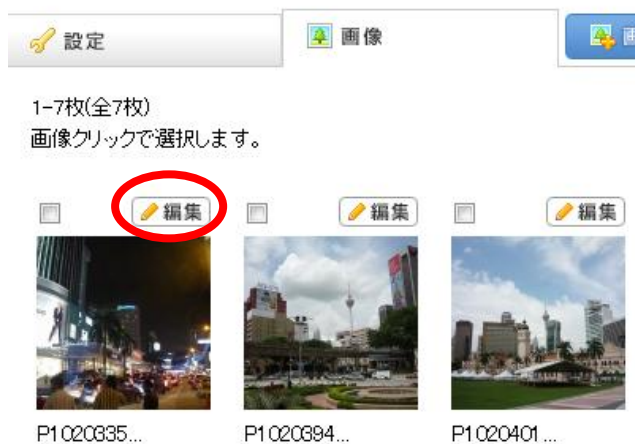 設定
画像
画
1-7枚(全7枚)
画像クリックで選択します。
編集
編集
編集
P1020335...
P1020394...
P1020401...